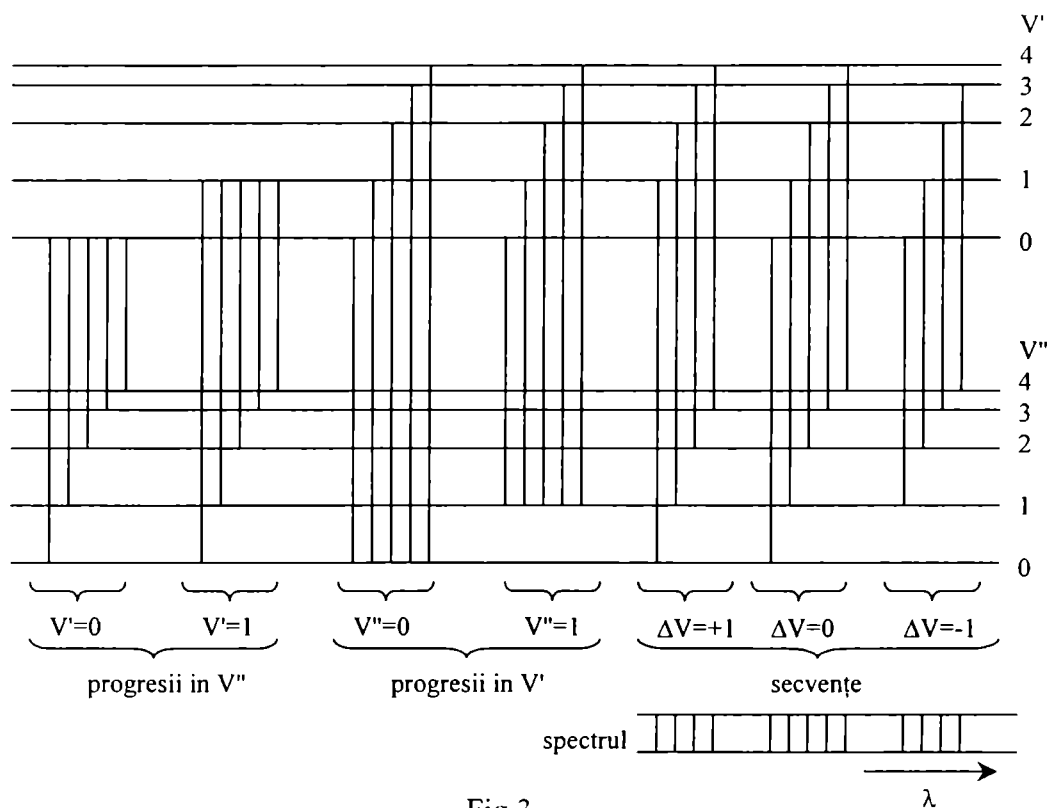 V'
4
3
2
1
0
V"
4
3
2
1
0
V'=0 V'=1 V"=0 V"=1 ΔV=+1 ΔV=0 ΔV=-1
progresii in V" progresii in V' secvențe
spectrul
λ